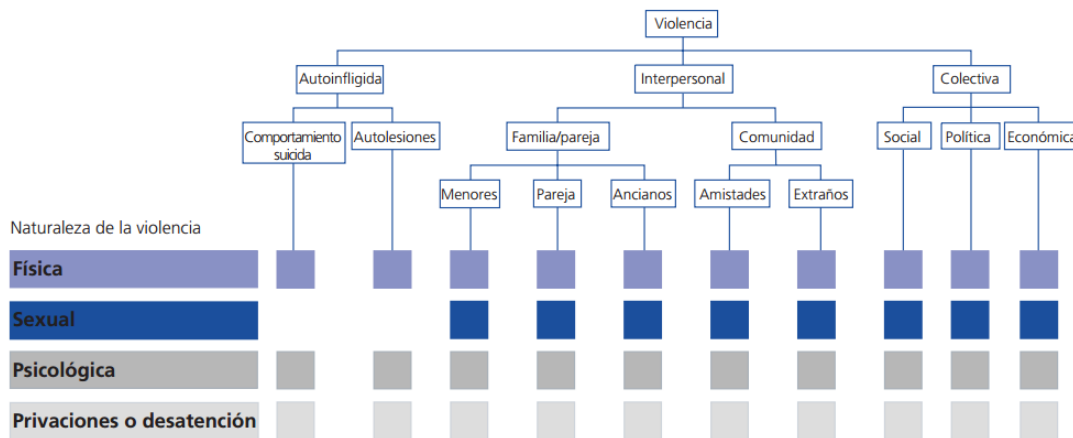 Violencia
Autoinfligida
Interpersonal
Colectiva
Comportamiento
suicida
Autolesiones
Familia/pareja
Comunidad
Social
Política
Económica
Menores
Pareja
Ancianos
Amistades
Extraños
Naturaleza de la violencia
Física
Sexual
Psicológica
Privaciones o desatención